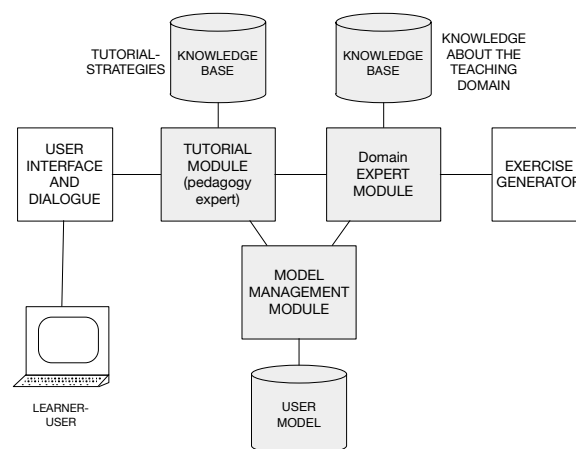 TUTORIAL-
STRATEGIES
KNOWLEDGE
BASE
KNOWLEDGE
BASE
KNOWLEDGE
ABOUT THE
TEACHING
DOMAIN
USER
INTERFACE
AND
DIALOGUE
TUTORIAL
MODULE
(pedagogy
expert)
Domain
EXPERT
MODULE
EXERCISE
GENERATOR
MODEL
MANAGEMENT
MODULE
LEARNER-
USER
USER
MODEL